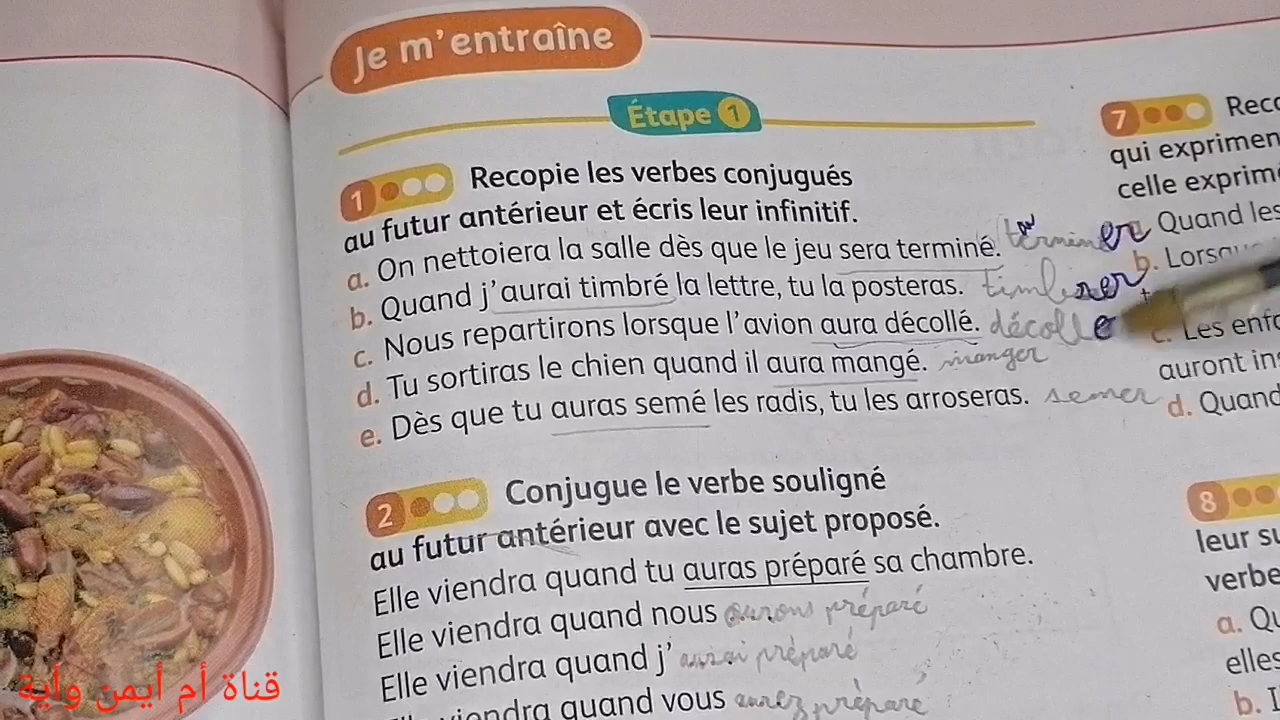 Je m'entraîne
Étape 1
1 Recopie les verbes conjugués
au futur antérieur et écris leur infinitif.
a. On nettoiera la salle dès que le jeu sera terminé. terminer
b. Quand j'aurai timbré la lettre, tu la posteras.
c. Nous repartirons lorsque l'avion aura décollé. décolle
d. Tu sortiras le chien quand il aura mangé. manger
e. Dès que tu auras semé les radis, tu les arroseras. semer
2 Conjugue le verbe souligné
au futur antérieur avec le sujet proposé.
Elle viendra quand tu auras préparé sa chambre.
Elle viendra quand nous aurons préparé
Elle viendra quand j'aurai préparé
viendra quand vous aurez préparé
7 Reco
qui exprimen
celle exprim
Quand les
b. Lorsqu
c. Les enfa
auront in
d. Quand
8
leur su
verbe
a. Qu
elles
b. I
قناة أم أيمن وأية